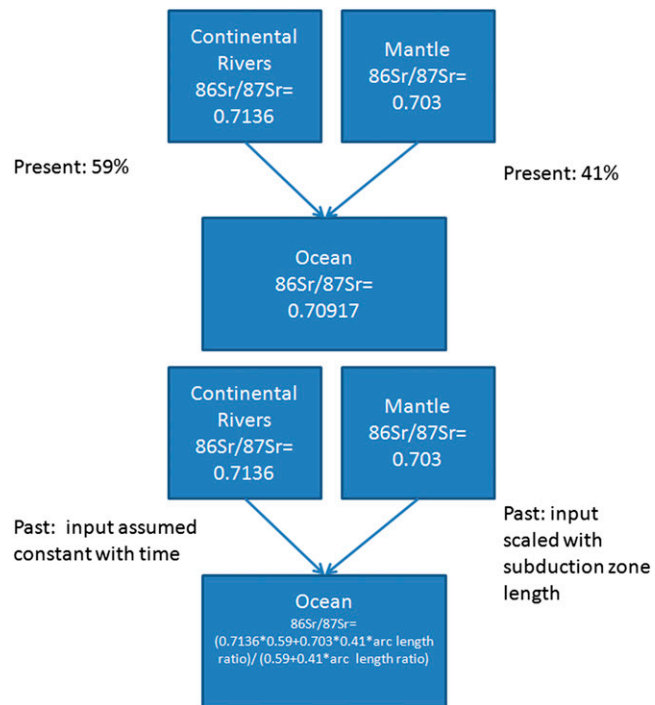 Continental
Rivers
86Sr/87Sr=
0.7136
Mantle
86Sr/87Sr=
0.703
Present: 59%
Present: 41%
Ocean
86Sr/87Sr=
0.70917
Continental
Rivers
86Sr/87Sr=
0.7136
Mantle
86Sr/87Sr=
0.703
Past:  input assumed
constant with time
Past: input
scaled with
subduction zone
length
Ocean
86Sr/87Sr=
(0.7136*0.59+0.703*0.41*arc length
ratio)/ (0.59+0.41*arc  length ratio)